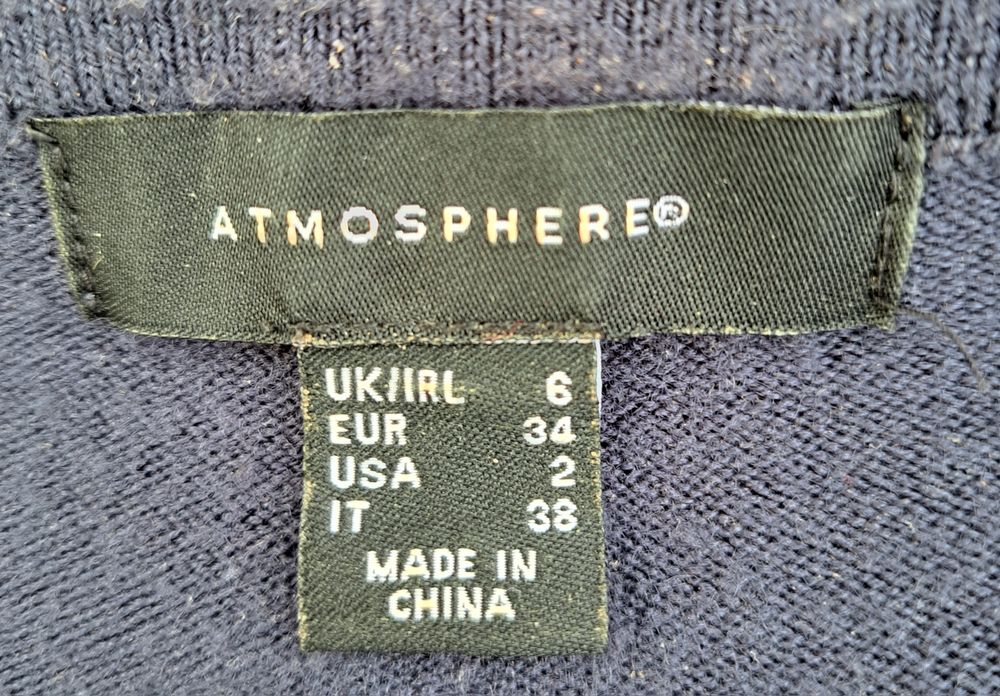 ATMOSPHERE®
UK/IRL 6
EUR 34
USA 2
IT 38
MADE IN
CHINA